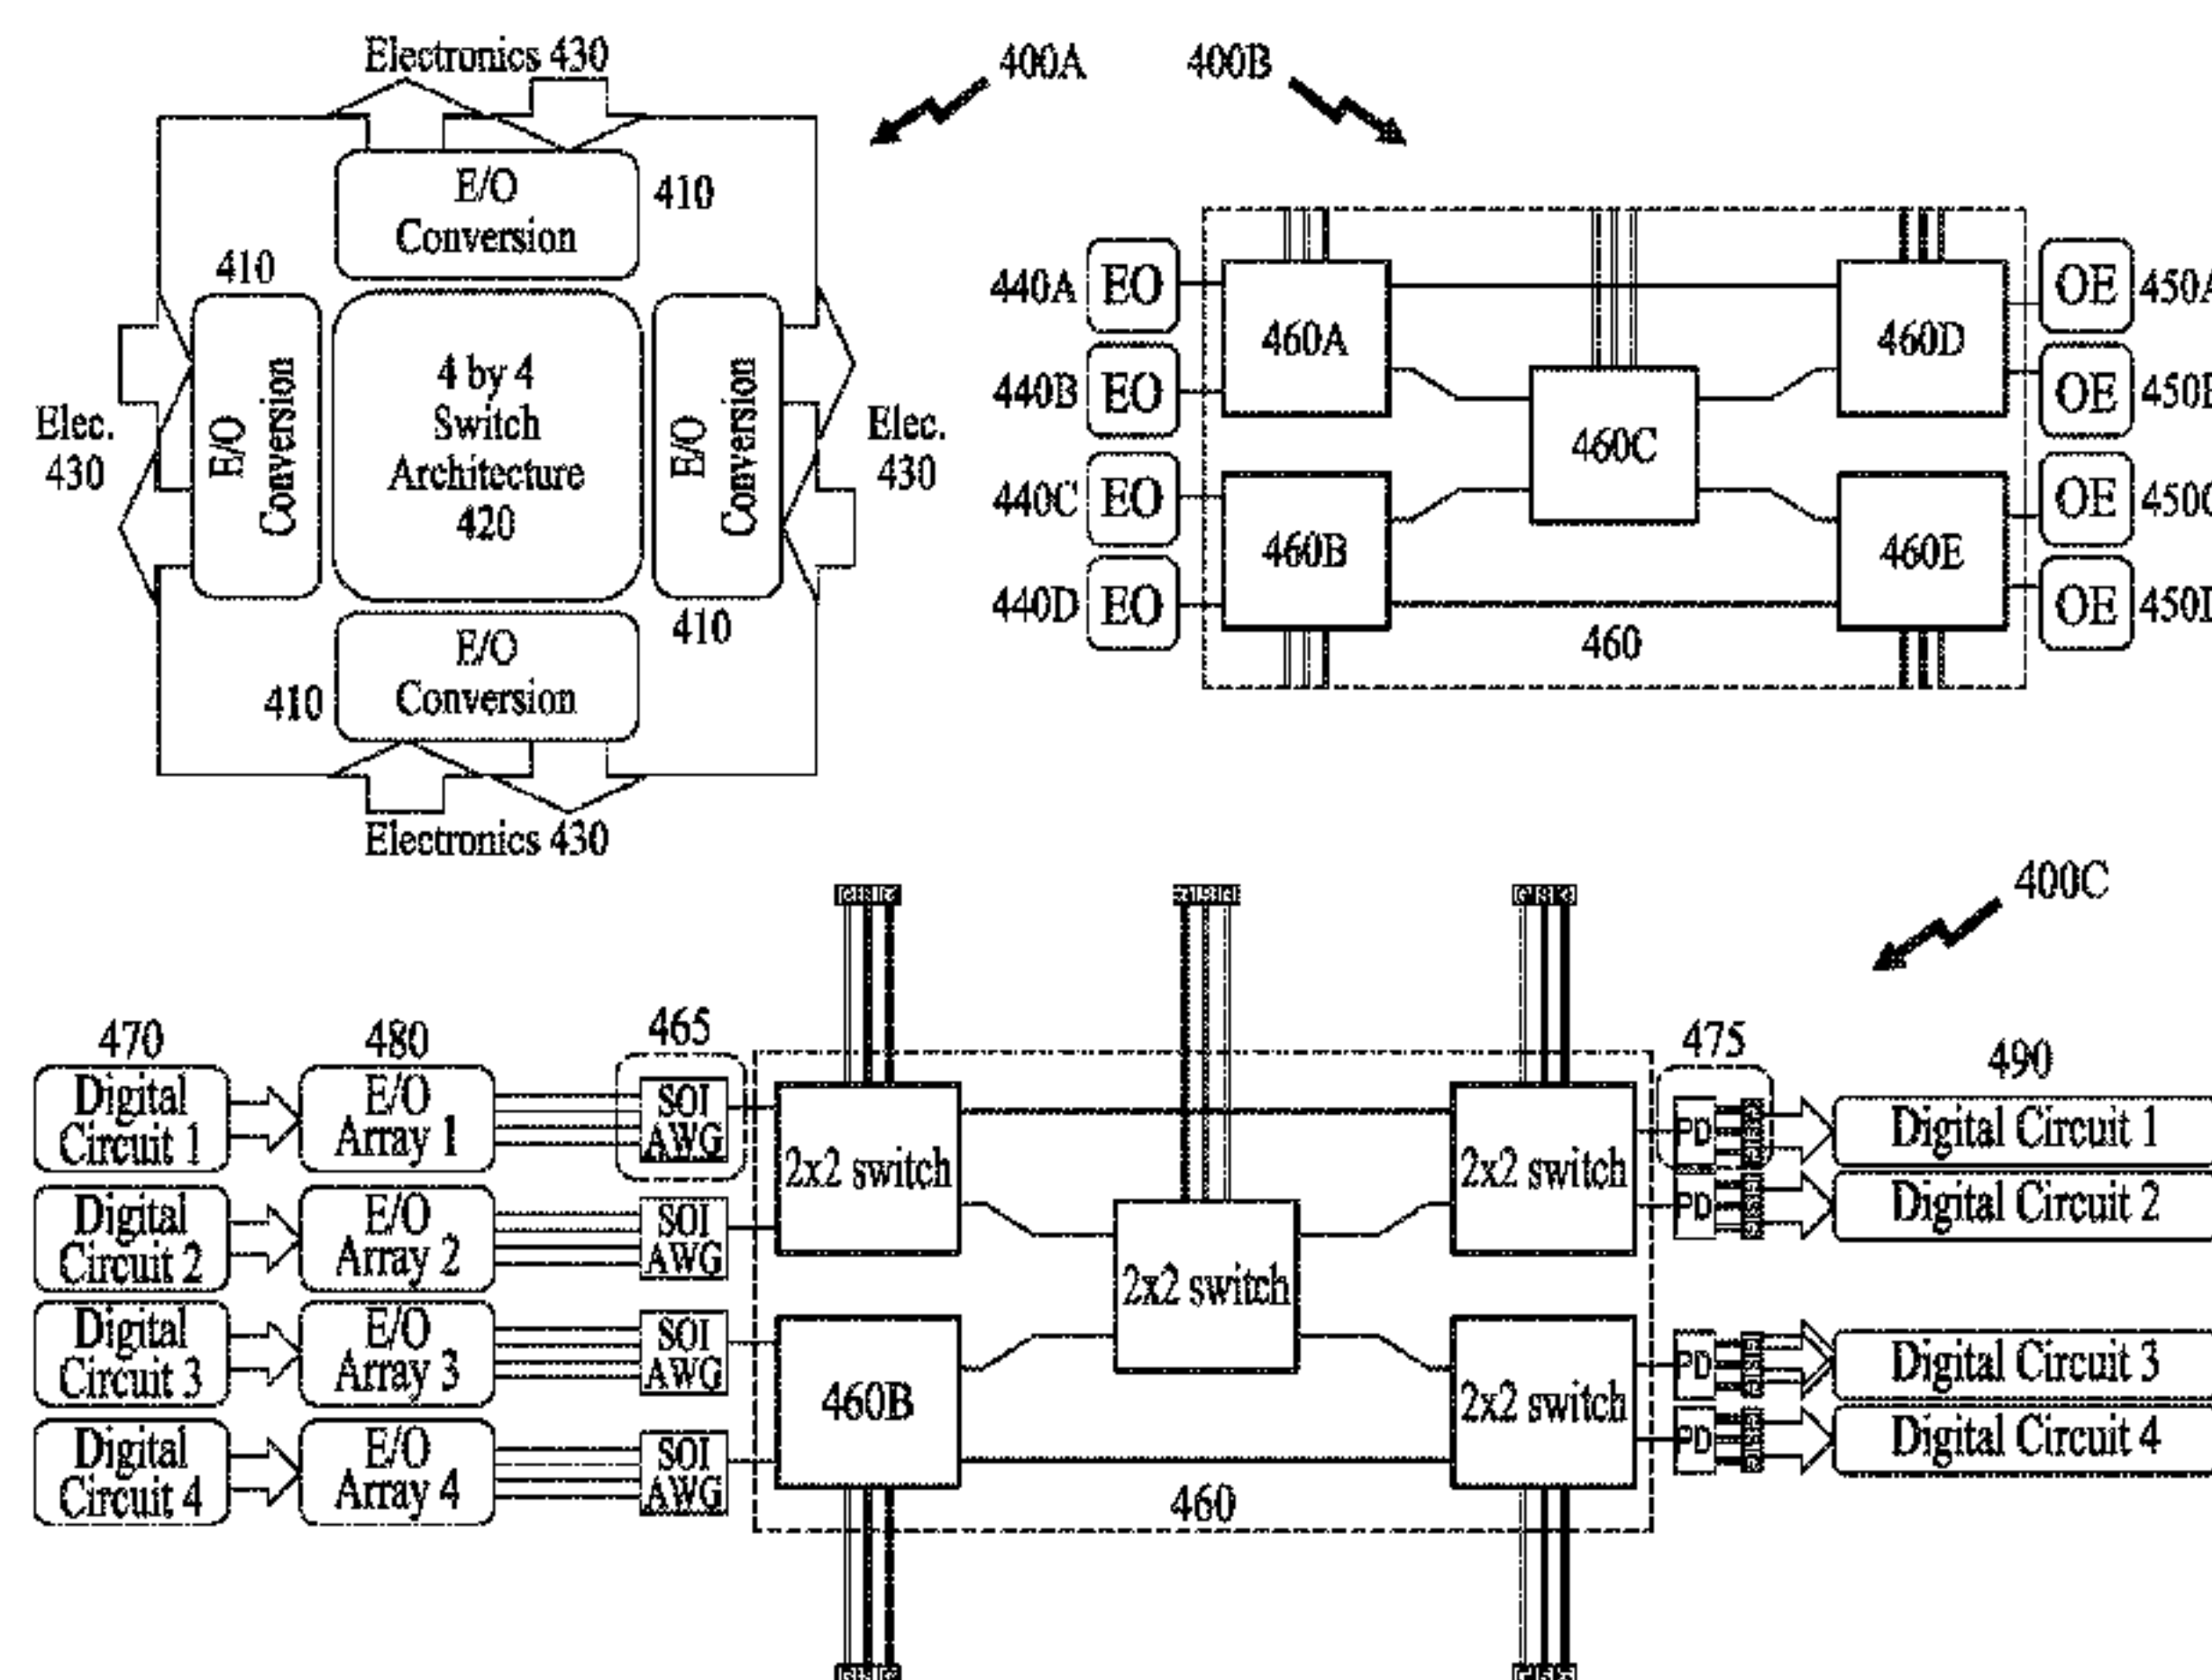 Electronics 430
400A
400B
E/O
Conversion
410
410
E/O
Conversion
4 by 4
Switch
Architecture
420
E/O
Conversion
Elec.
430
Elec.
430
410
E/O
Conversion
410
Electronics 430
440A
EO
460A
460D
OE
440B
EO
OE
460C
440C
EO
OE
460B
460E
440D
EO
OE
460
400C
470
480
465
475
490
Digital
Circuit 1
E/O
Array 1
SOI
AWG
2x2 switch
2x2 switch
PD
Digital Circuit 1
Digital
Circuit 2
E/O
Array 2
SOI
AWG
PD
Digital Circuit 2
2x2 switch
Digital
Circuit 3
E/O
Array 3
SOI
AWG
460B
2x2 switch
PD
Digital Circuit 3
Digital
Circuit 4
E/O
Array 4
SOI
AWG
PD
Digital Circuit 4
460